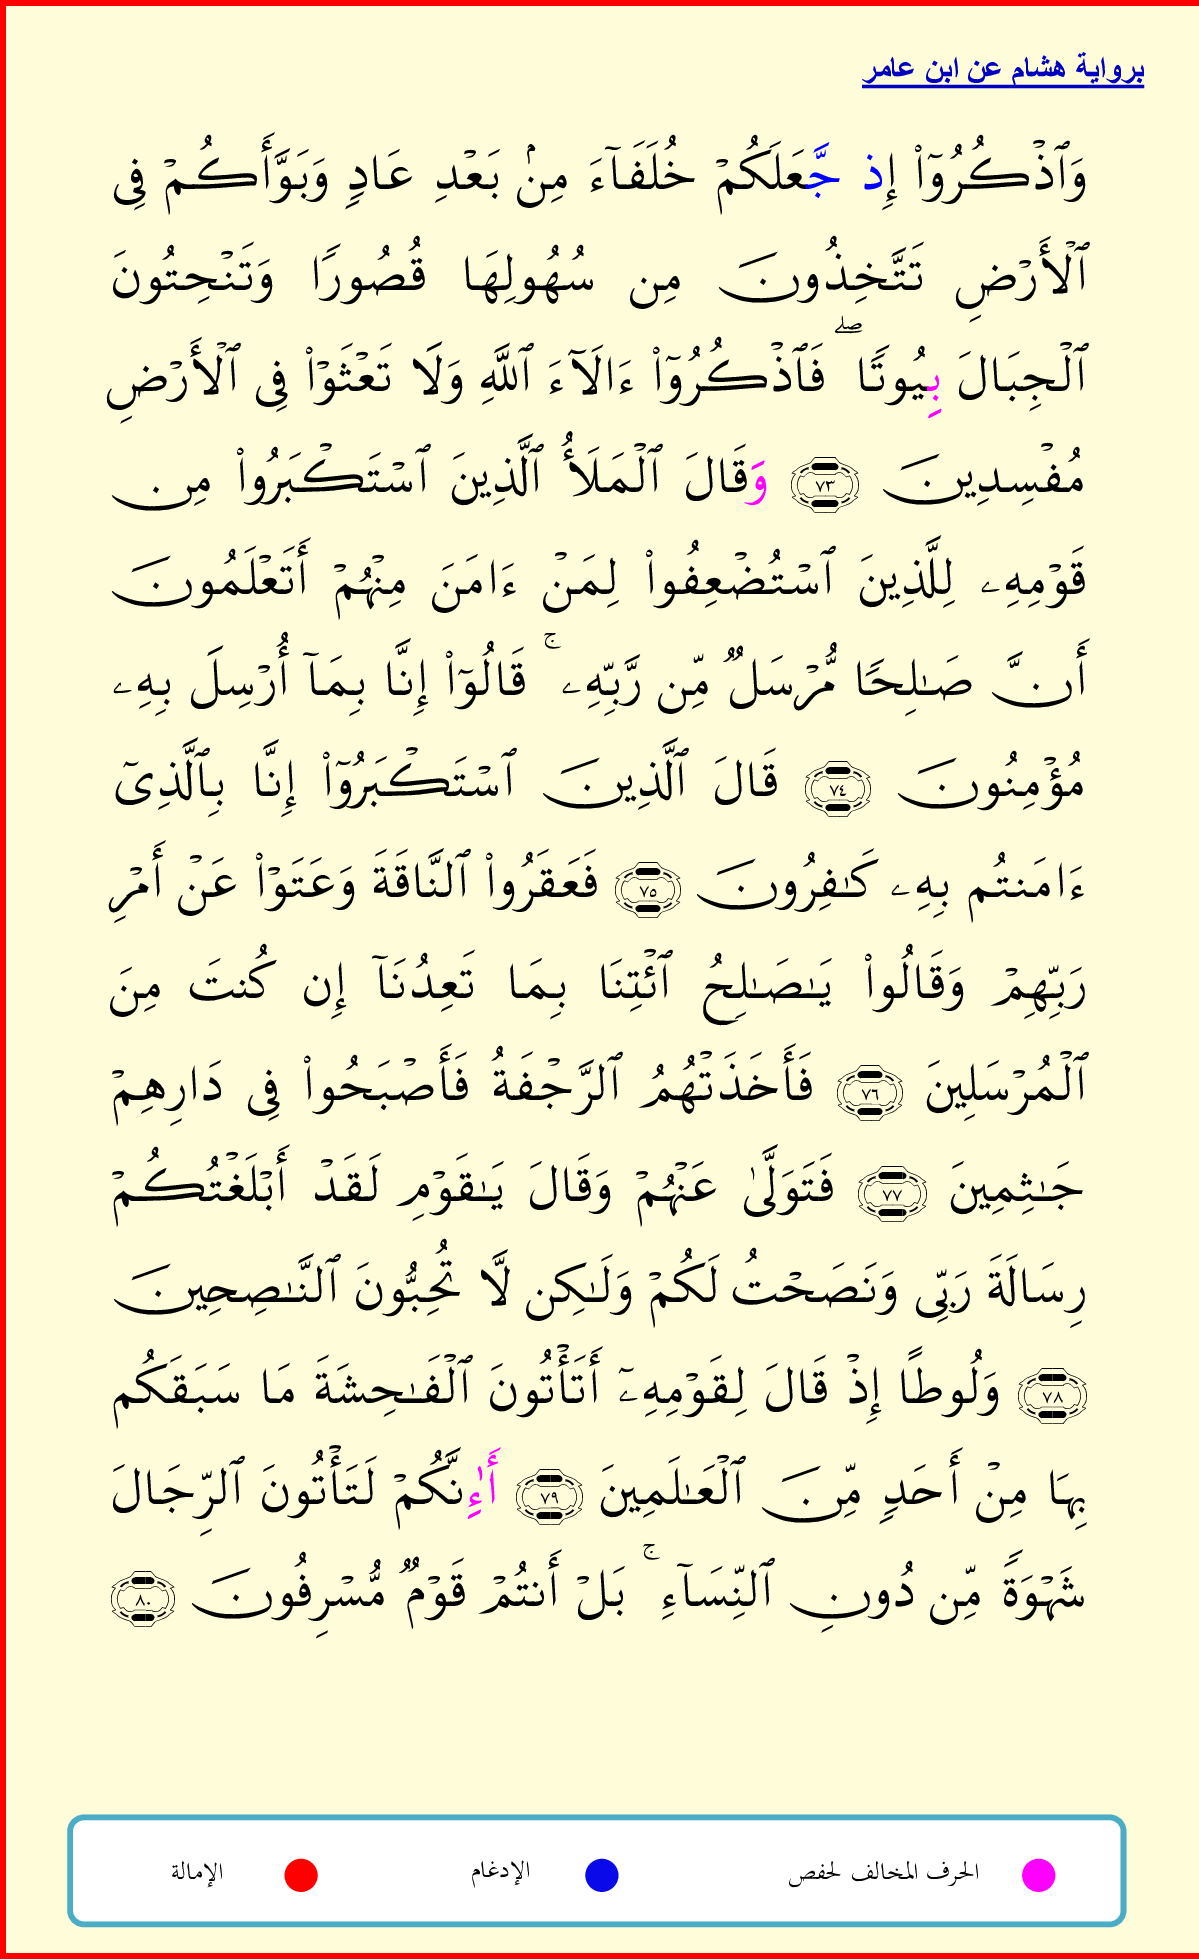 برواية هشام عن ابن عامر
وَٱذۡكُرُوٓاْ إِذ جَّعَلَكُمۡ خُلَفَآءَ مِنۢ بَعۡدِ عَادٖ وَبَوَّأَكُمۡ فِي
ٱلۡأَرۡضِ تَتَّخِذُونَ مِن سُهُولِهَا قُصُورٗا وَتَنۡحِتُونَ
ٱلۡجِبَالَ بِيُوتٗاۖ فَٱذۡكُرُوٓاْ ءَالَآءَ ٱللَّهِ وَلَا تَعۡثَوۡاْ فِي ٱلۡأَرۡضِ
مُفۡسِدِينَ ٧٣ وَقَالَ ٱلۡمَلَأُ ٱلَّذِينَ ٱسۡتَكۡبَرُواْ مِن
قَوۡمِهِۦ لِلَّذِينَ ٱسۡتُضۡعِفُواْ لِمَنۡ ءَامَنَ مِنۡهُمۡ أَتَعۡلَمُونَ
أَنَّ صَٰلِحٗا مُّرۡسَلٞ مِّن رَّبِّهِۦۚ قَالُوٓاْ إِنَّا بِمَآ أُرۡسِلَ بِهِۦ
مُؤۡمِنُونَ ٧٤ قَالَ ٱلَّذِينَ ٱسۡتَكۡبَرُوٓاْ إِنَّا بِٱلَّذِيٓ
ءَامَنتُم بِهِۦ كَٰفِرُونَ ٧٥ فَعَقَرُواْ ٱلنَّاقَةَ وَعَتَوۡاْ عَنۡ أَمۡرِ
رَبِّهِمۡ وَقَالُواْ يَٰصَٰلِحُ ٱئۡتِنَا بِمَا تَعِدُنَآ إِن كُنتَ مِنَ
ٱلۡمُرۡسَلِينَ ٧٦ فَأَخَذَتۡهُمُ ٱلرَّجۡفَةُ فَأَصۡبَحُواْ فِي دَارِهِمۡ
جَٰثِمِينَ ٧٧ فَتَوَلَّىٰ عَنۡهُمۡ وَقَالَ يَٰقَوۡمِ لَقَدۡ أَبۡلَغۡتُكُمۡ
رِسَالَةَ رَبِّي وَنَصَحۡتُ لَكُمۡ وَلَٰكِن لَّا تُحِبُّونَ ٱلنَّٰصِحِينَ
٧٨ وَلُوطًا إِذۡ قَالَ لِقَوۡمِهِۦٓ أَتَأۡتُونَ ٱلۡفَٰحِشَةَ مَا سَبَقَكُم
بِهَا مِنۡ أَحَدٖ مِّنَ ٱلۡعَٰلَمِينَ ٧٩ أَٰءِنَّكُمۡ لَتَأۡتُونَ ٱلرِّجَالَ
شَهۡوَةٗ مِّن دُونِ ٱلنِّسَآءِۚ بَلۡ أَنتُمۡ قَوۡمٞ مُّسۡرِفُونَ ٨٠
الحرف المخالف لحفص الإدغام الإمالة